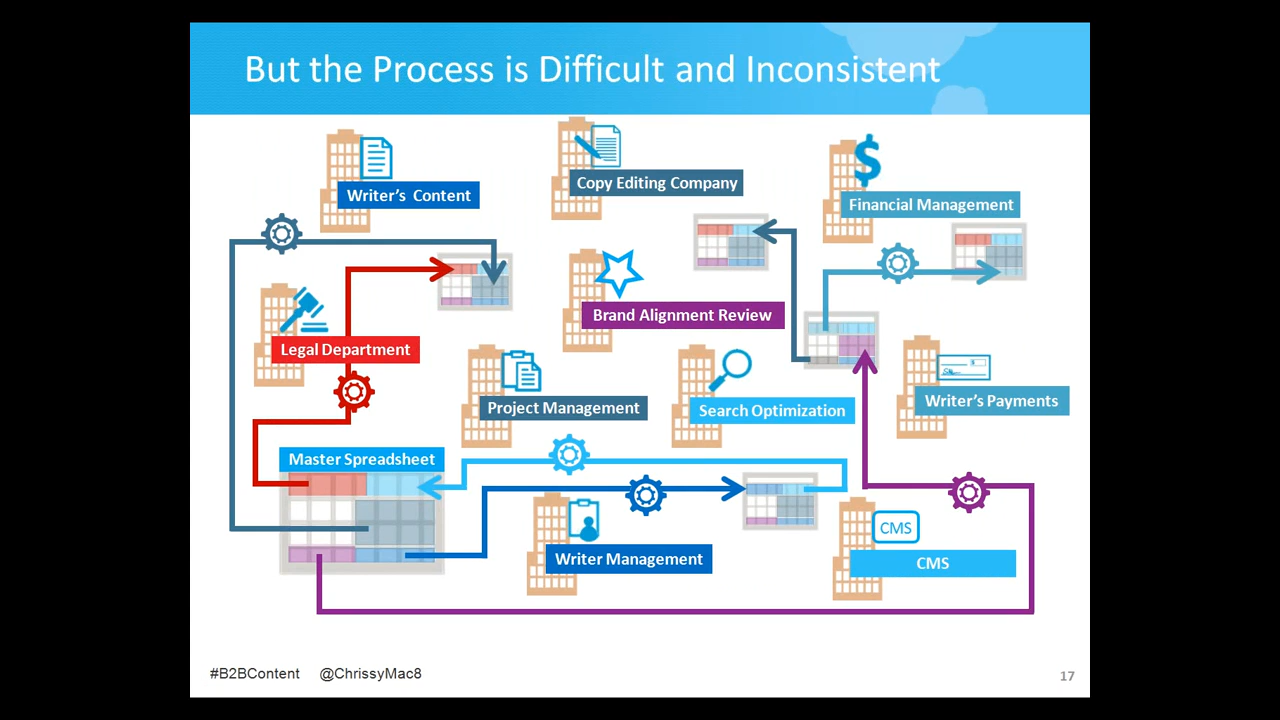 But the Process is Difficult and Inconsistent
Writer's Content
Copy Editing Company
Financial Management
Legal Department
Brand Alignment Review
Project Management
Search Optimization
Writer's Payments
Master Spreadsheet
Writer Management
CMS
CMS
#B2BContent @ChrissyMac8
17